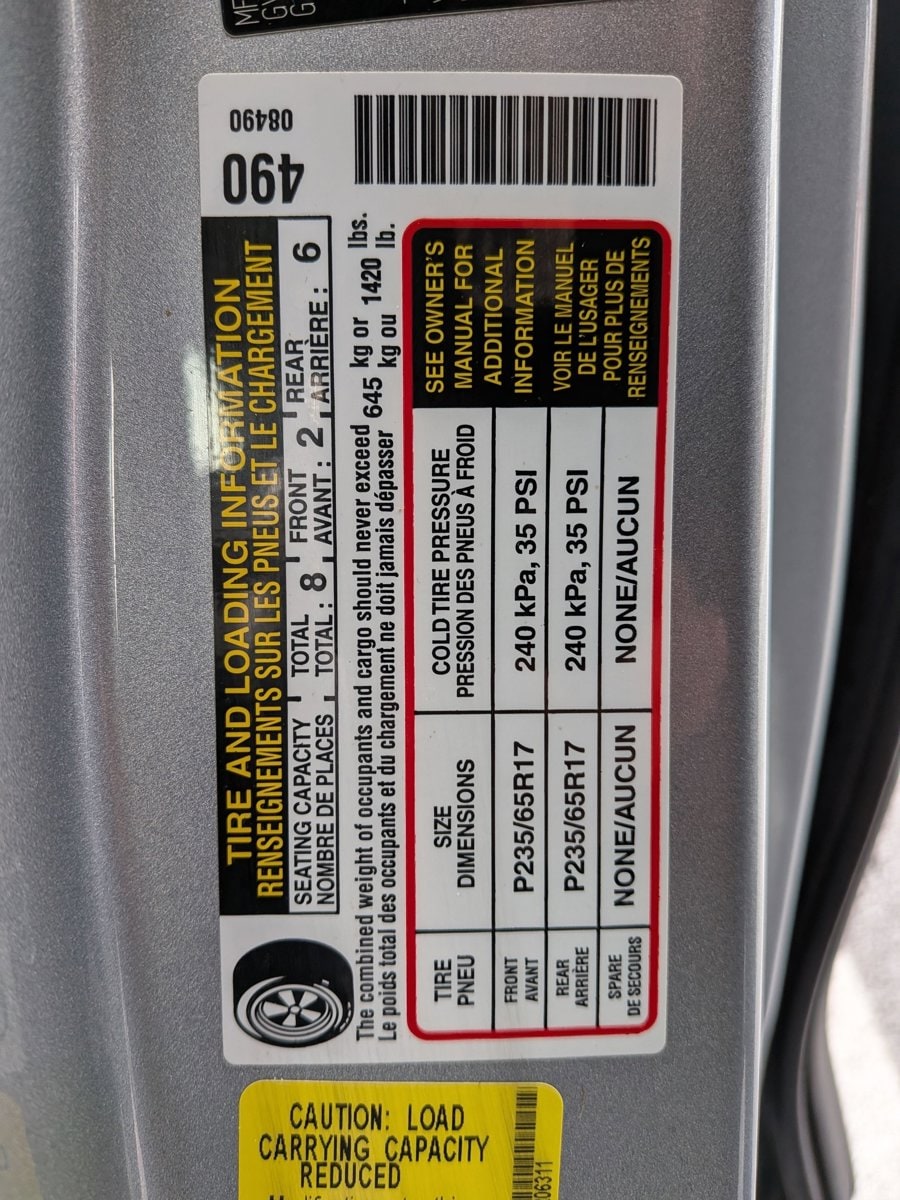 MF
GV
G
490
08490
TIRE AND LOADING INFORMATION
RENSEIGNEMENTS SUR LES PNEUS ET LE CHARGEMENT
SEATING CAPACITY TOTAL FRONT REAR
NOMBRE DE PLACES TOTAL : 8 AVANT : 2 ARRIÈRE : 6
The combined weight of occupants and cargo should never exceed 645 kg or 1420 lbs.
Le poids total des occupants et du chargement ne doit jamais dépasser kg ou lb.
TIRE SIZE COLD TIRE PRESSURE
PNEU DIMENSIONS PRESSION DES PNEUS À FROID
FRONT
AVANT P235/65R17 240 kPa, 35 PSI
REAR
ARRIÈRE P235/65R17 240 kPa, 35 PSI
SPARE
DE SECOURS NONE/AUCUN NONE/AUCUN
SEE OWNER'S
MANUAL FOR
ADDITIONAL
INFORMATION
VOIR LE MANUEL
DE L'USAGER
POUR PLUS DE
RENSEIGNEMENTS
CAUTION: LOAD
CARRYING CAPACITY
REDUCED
06311